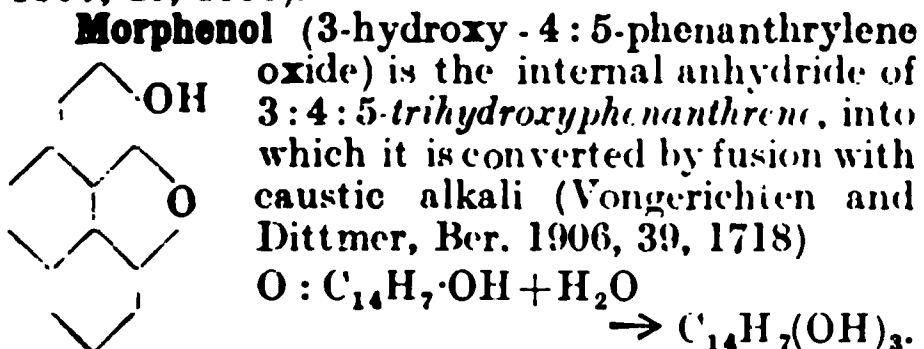 Morphenol (3-hydroxy - 4 : 5-phenanthrylene
oxide) is the internal anhydride of
OH
3 : 4 : 5-trihydroxyphenanthrene, into
which it is converted by fusion with
O
caustic alkali (Vongerichten and
Dittmer, Ber. 1906, 39, 1718)
O : C₁₄H₇·OH + H₂O
→ C₁₄H₇(OH)₃.